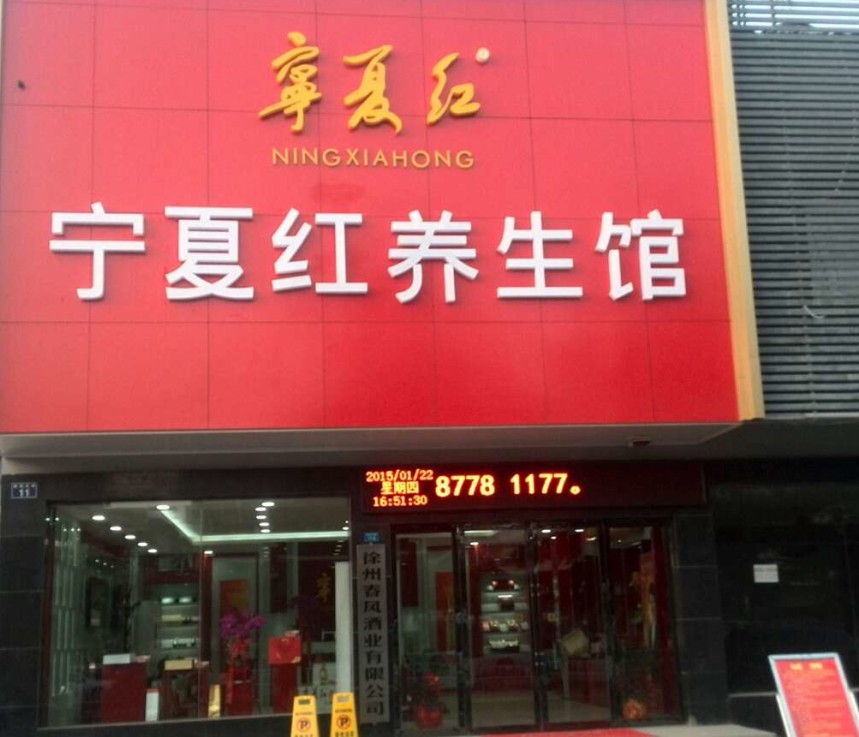 寧夏红
NINGXIAHONG
宁夏红养生馆
2015/01/22
星期四
16:51:30
8778 1177。
11
徐州春风酒业有限公司